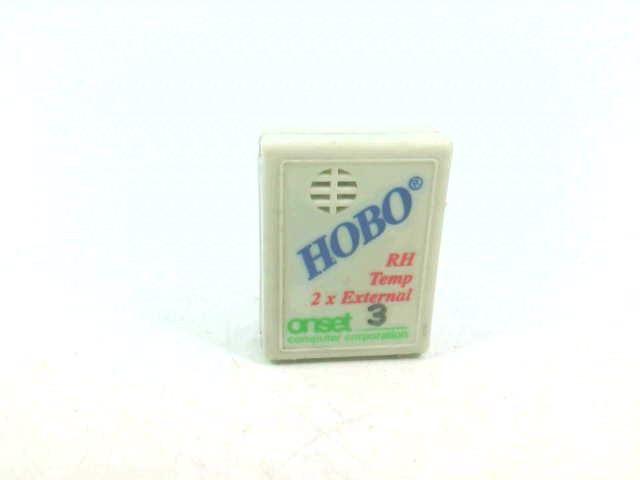 HOBO®
RH
Temp
2 x External
onset 3
computer corporation